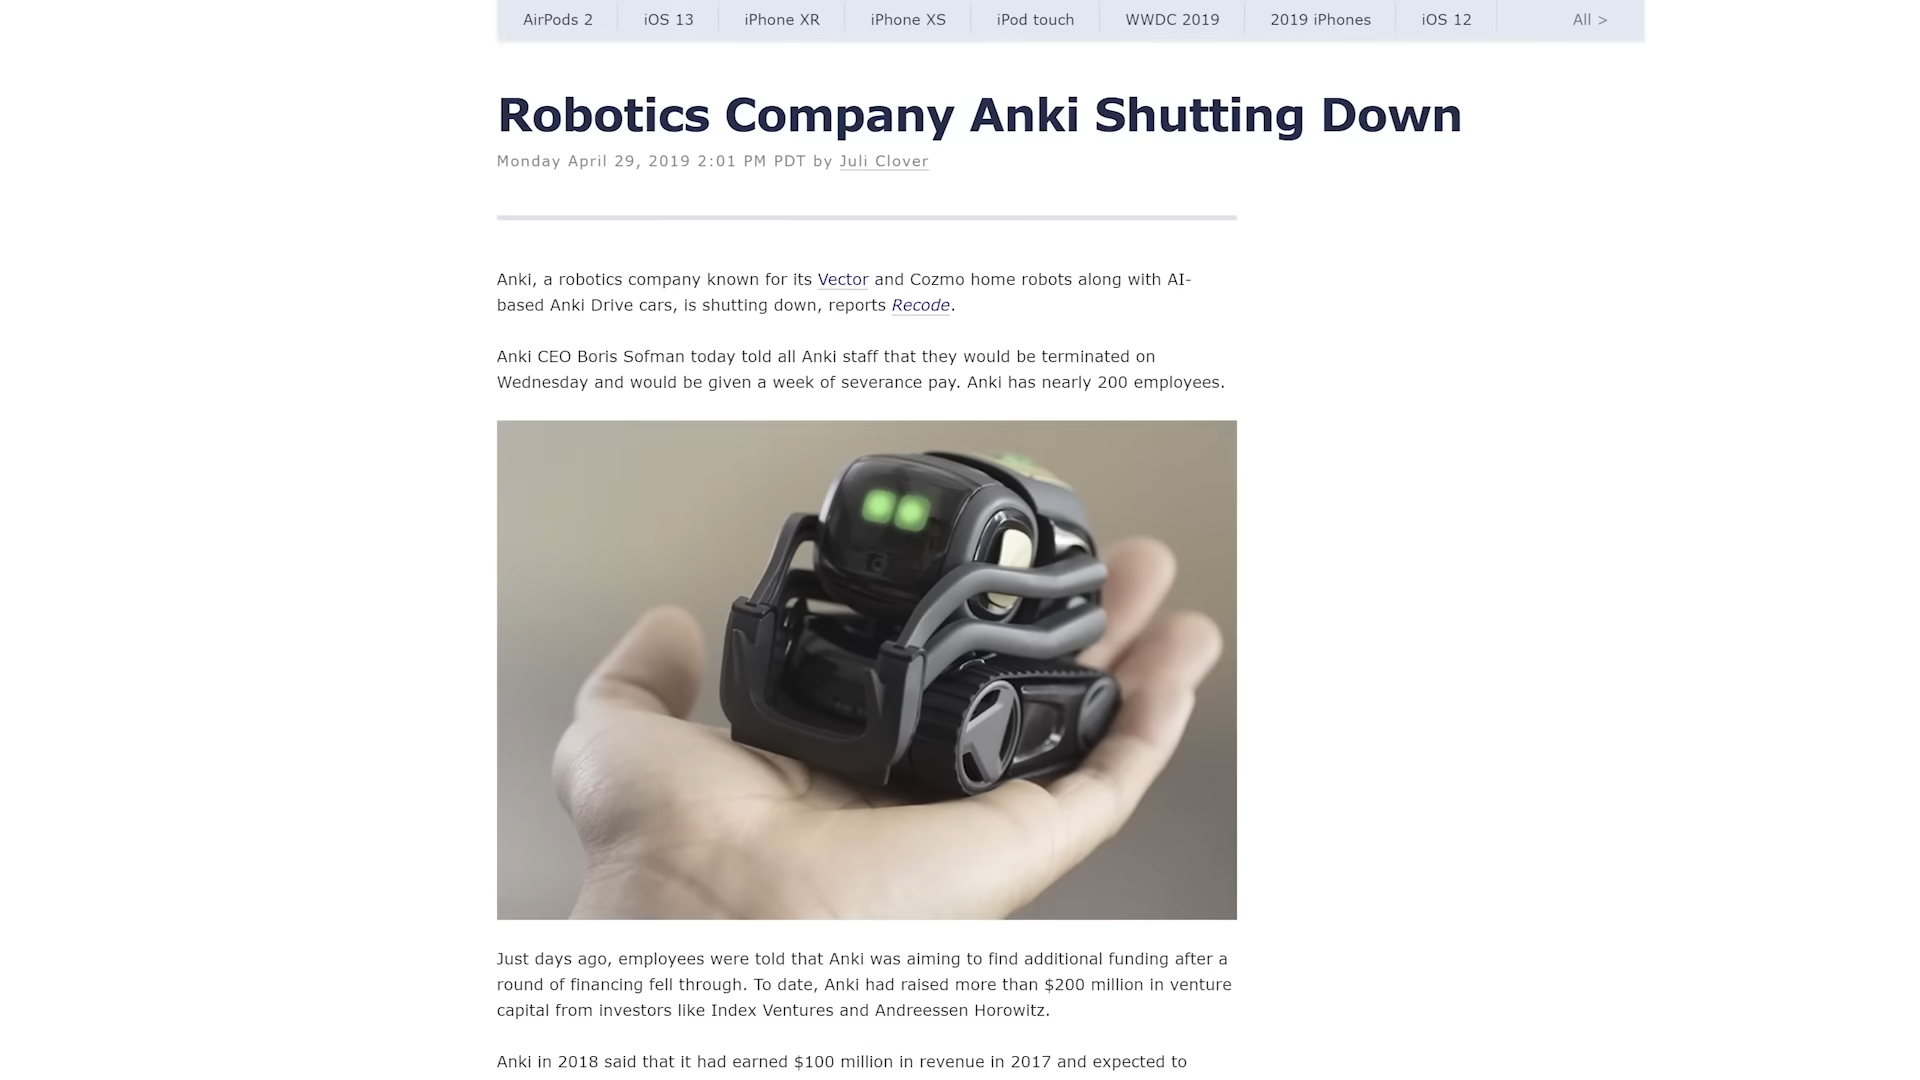 AirPods 2
iOS 13
iPhone XR
iPhone XS
iPod touch
WWDC 2019
2019 iPhones
iOS 12
All >
Robotics Company Anki Shutting Down
Monday April 29, 2019 2:01 PM PDT by Juli Clover
Anki, a robotics company known for its Vector and Cozmo home robots along with AI-
based Anki Drive cars, is shutting down, reports Recode.
Anki CEO Boris Sofman today told all Anki staff that they would be terminated on
Wednesday and would be given a week of severance pay. Anki has nearly 200 employees.
Just days ago, employees were told that Anki was aiming to find additional funding after a
round of financing fell through. To date, Anki had raised more than $200 million in venture
capital from investors like Index Ventures and Andreessen Horowitz.
Anki in 2018 said that it had earned $100 million in revenue in 2017 and expected to